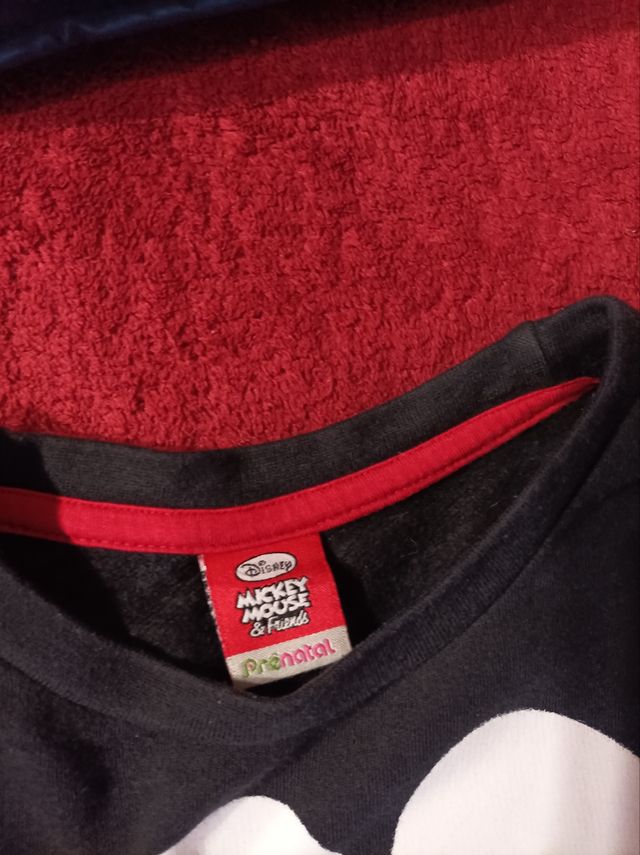 Disney
MICKEY
MOUSE
& Friends
Prénatal